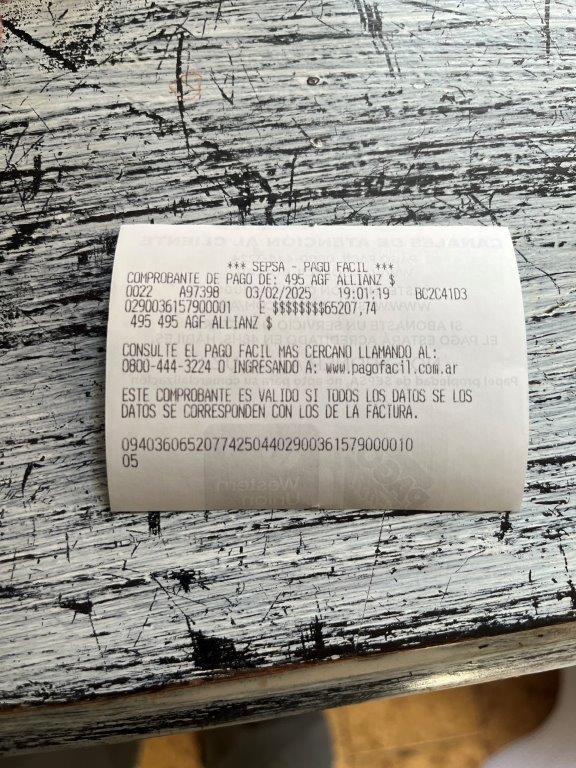 *** SEPSA - PAGO FACIL ***
COMPROBANTE DE PAGO DE: 495 AGF ALLIANZ $
0022 A97398 03/02/2025 19:01:19 BC2C41D3
0290036157900001 E $$$$$$$$65207,74
495 495 AGF ALLIANZ $
CONSULTE EL PAGO FACIL MAS CERCANO LLAMANDO AL:
0800-444-3224 O INGRESANDO A: www.pagofacil.com.ar
ESTE COMPROBANTE ES VALIDO SI TODOS LOS DATOS SE LOS
DATOS SE CORRESPONDEN CON LOS DE LA FACTURA.
09403606520774250440290036157900010
05